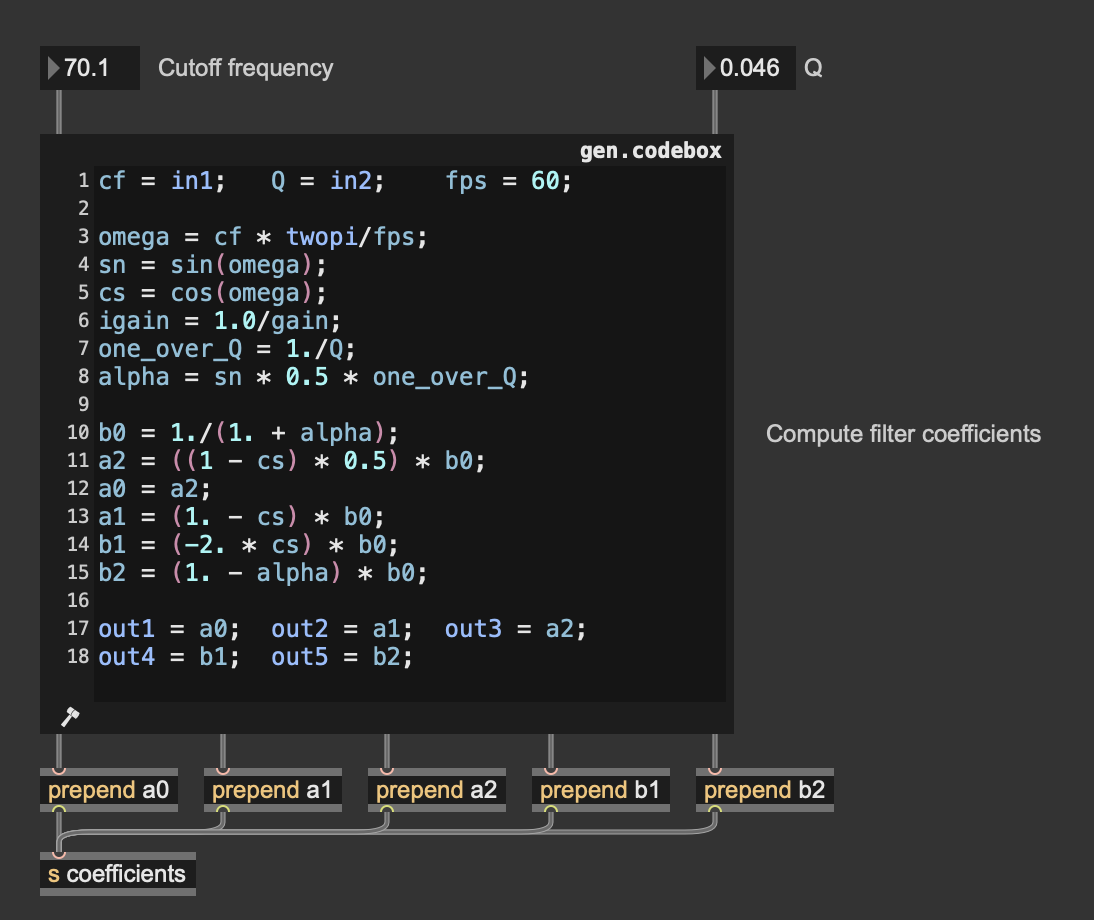 70.1 Cutoff frequency 0.046 Q
gen.codebox
1 cf = in1; Q = in2; fps = 60;
2
3 omega = cf * twopi/fps;
4 sn = sin(omega);
5 cs = cos(omega);
6 igain = 1.0/gain;
7 one_over_Q = 1./Q;
8 alpha = sn * 0.5 * one_over_Q;
9
10 b0 = 1./(1. + alpha);
11 a2 = ((1 - cs) * 0.5) * b0;
12 a0 = a2;
13 a1 = (1. - cs) * b0;
14 b1 = (-2. * cs) * b0;
15 b2 = (1. - alpha) * b0;
16
17 out1 = a0; out2 = a1; out3 = a2;
18 out4 = b1; out5 = b2;
Compute filter coefficients
prepend a0 prepend a1 prepend a2 prepend b1 prepend b2
s coefficients